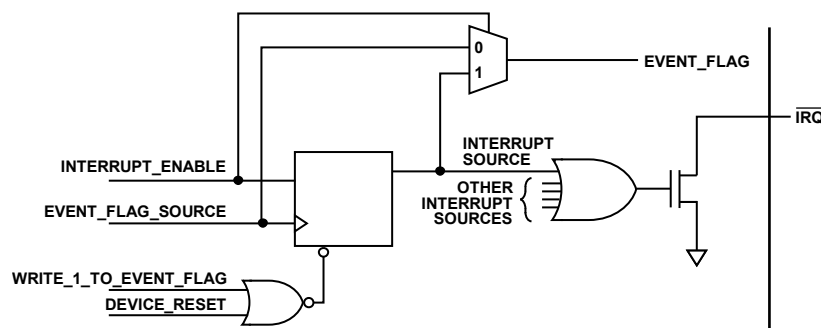 0
EVENT_FLAG
1
IRQ
INTERRUPT
SOURCE
INTERRUPT_ENABLE
OTHER
INTERRUPT
SOURCES
EVENT_FLAG_SOURCE
WRITE_1_TO_EVENT_FLAG
DEVICE_RESET